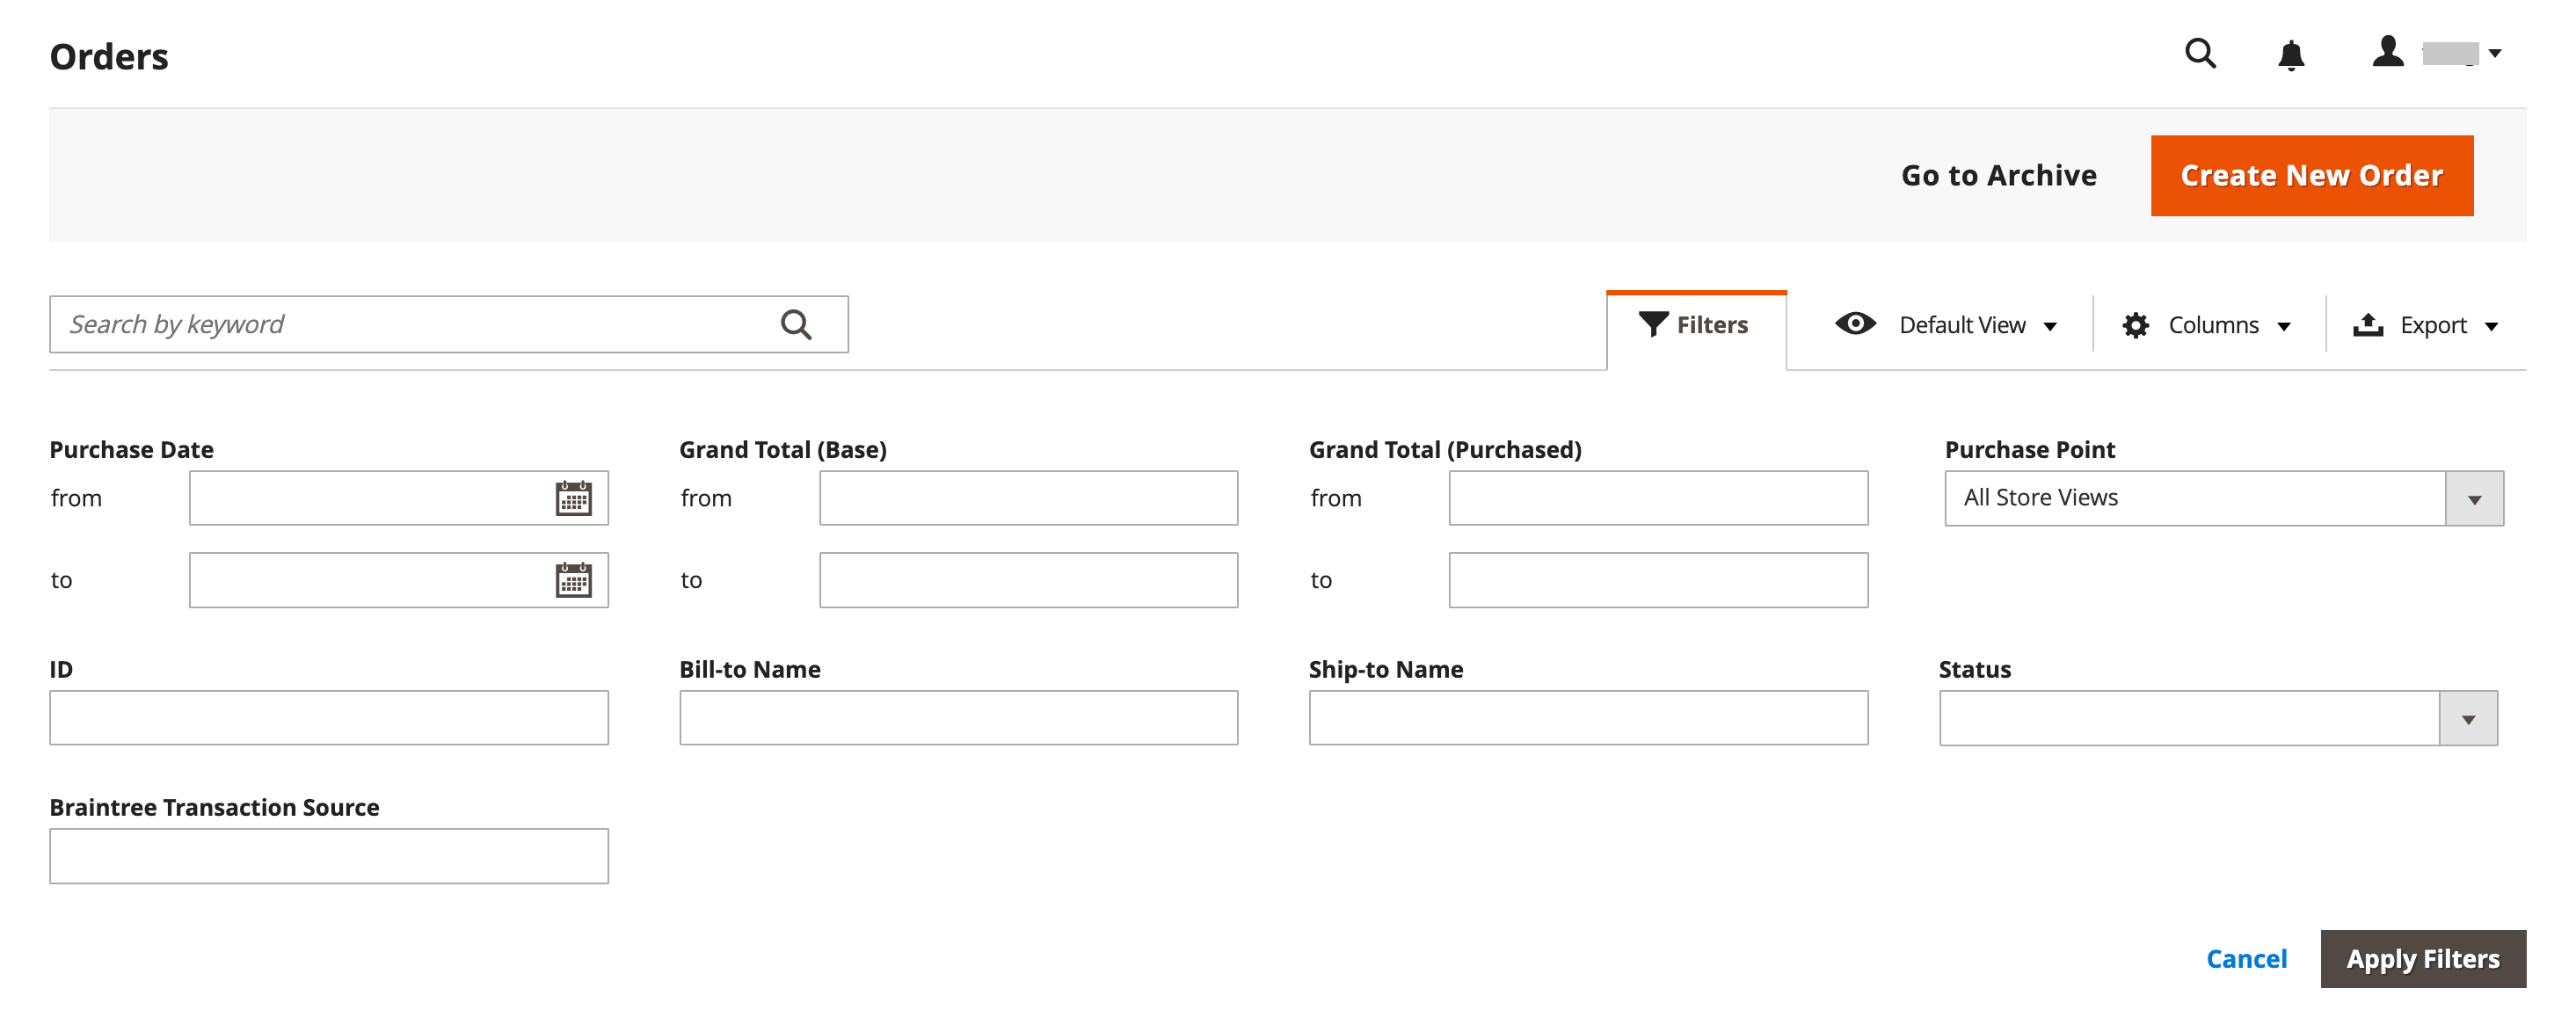 Orders
Go to Archive
Create New Order
Search by keyword
Filters
Default View
Columns
Export
Purchase Date
Grand Total (Base)
Grand Total (Purchased)
Purchase Point
from
from
from
All Store Views
to
to
to
ID
Bill-to Name
Ship-to Name
Status
Braintree Transaction Source
Cancel
Apply Filters